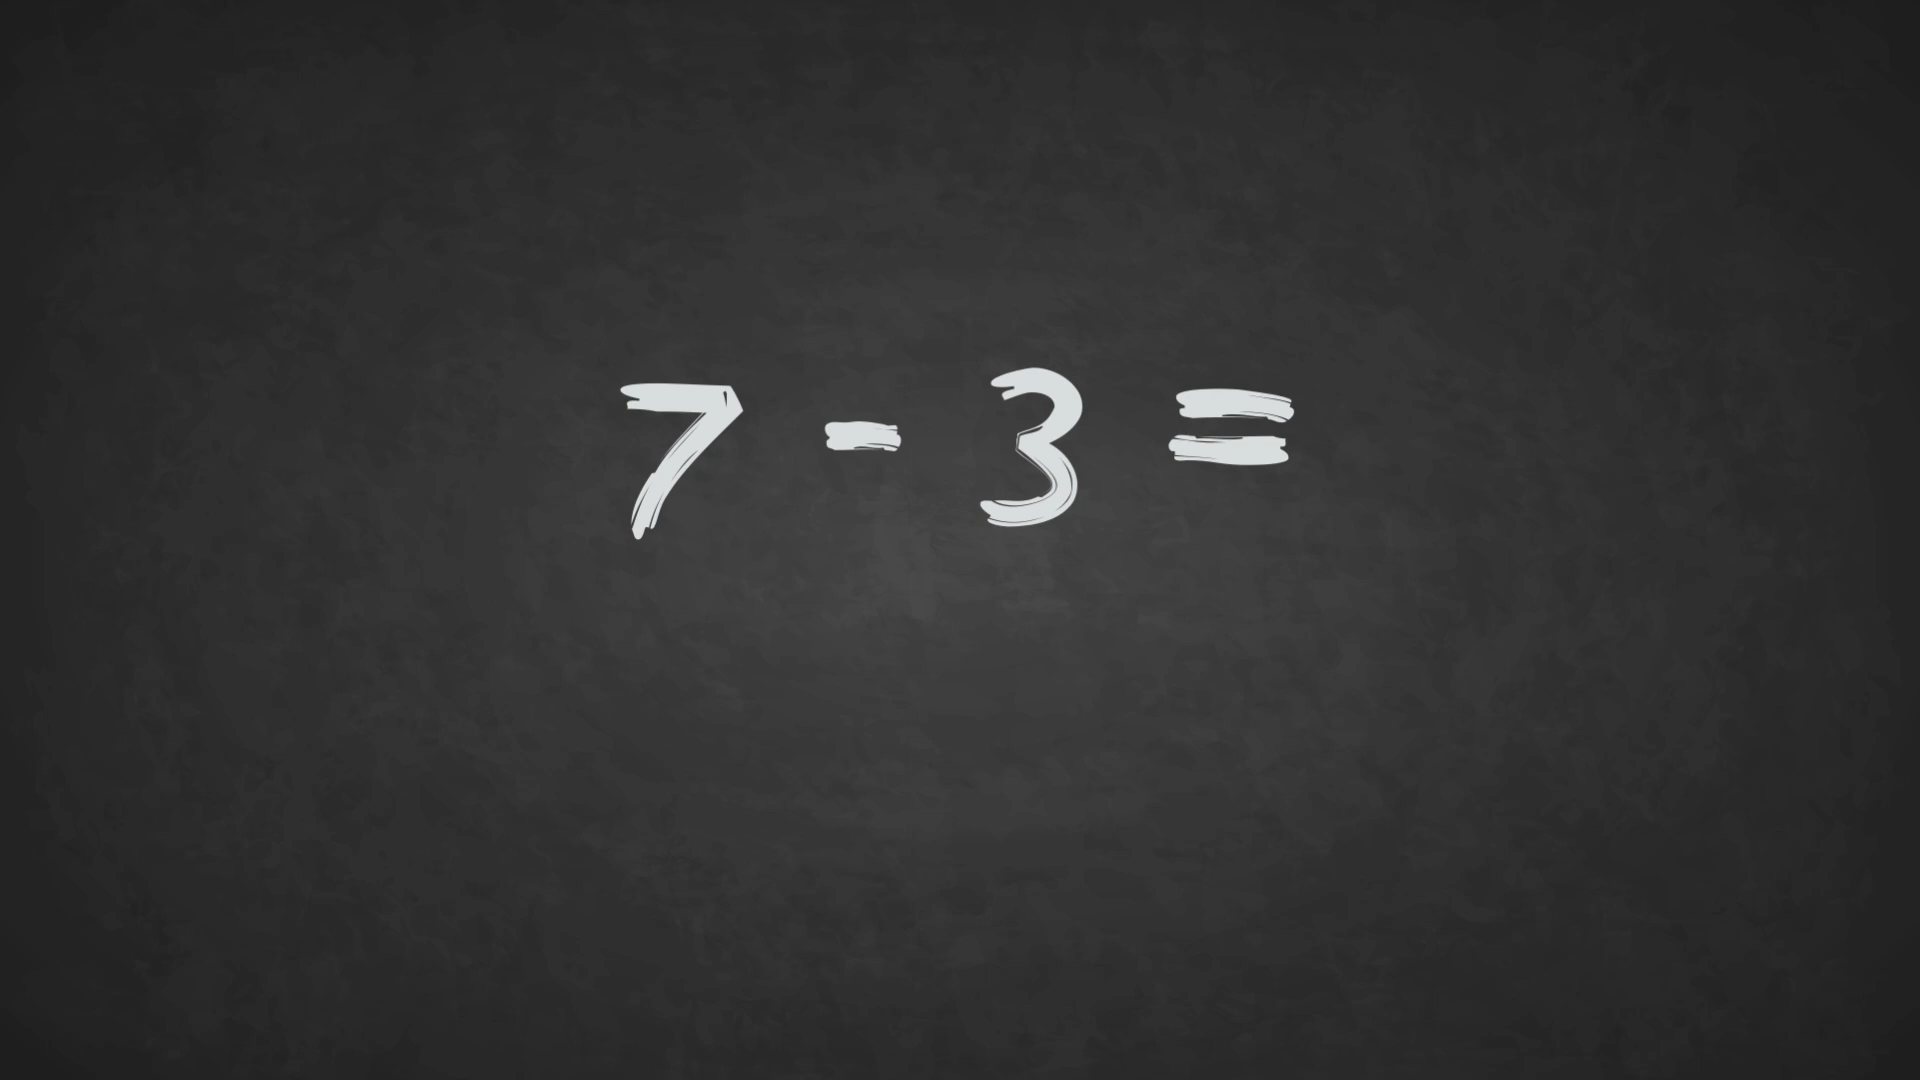 7 - 3 =